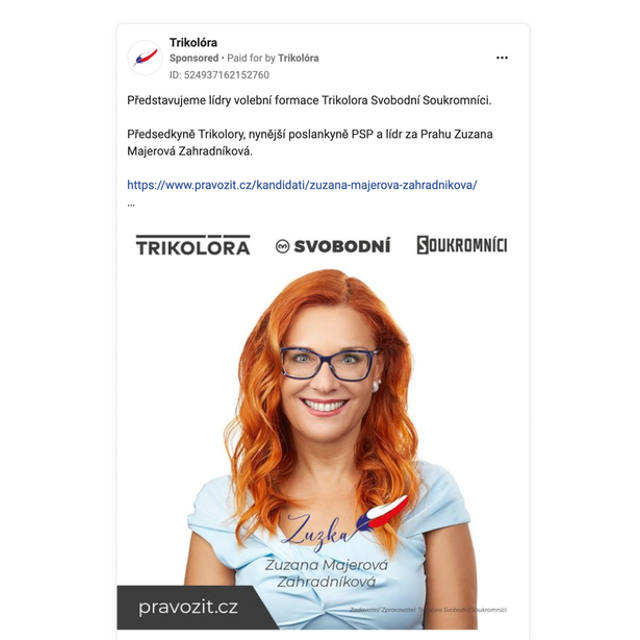 Trikolóra
Sponsored • Paid for by Trikolóra
ID: 524937162152760
Představujeme lídry volební formace Trikolora Svobodní Soukromníci.
Předsedkyně Trikolory, nynější poslankyně PSP a lídr za Prahu Zuzana
Majerová Zahradníková.
https://www.pravozit.cz/kandidati/zuzana-majerova-zahradnikova/
...
TRIKOLÓRA SVOBODNÍ SOUKROMNÍCI
Zuzka
Zuzana Majerová
Zahradníková
pravozit.cz
Zadavatel/ Zpracovatel: Trikolora Svobodní Soukromníci